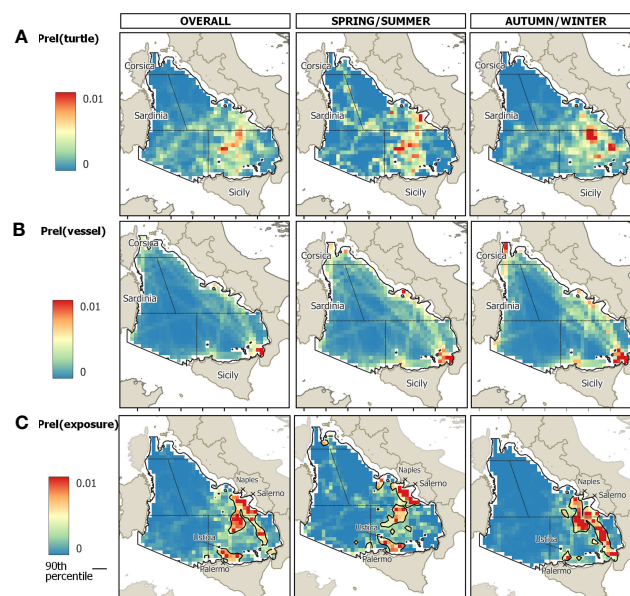 OVERALL SPRING/SUMMER AUTUMN/WINTER
A Prel(turtle)
Corsica Corsica Corsica
0.01
Sardinia Sardinia Sardinia
0
Sicily Sicily Sicily
B Prel(vessel)
Corsica Corsica Corsica
0.01
Sardinia Sardinia Sardinia
0
Sicily Sicily Sicily
C Prel(exposure)
Naples Naples Naples
0.01
Salerno Salerno Salerno
Ustica Ustica Ustica
0
90th
percentile
Palermo Palermo Palermo